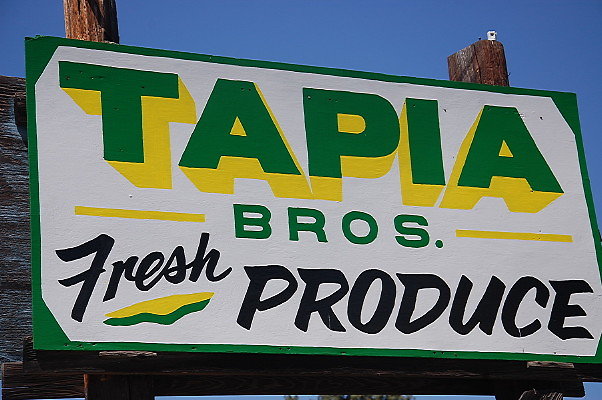 TAPIA
BROS.
Fresh PRODUCE